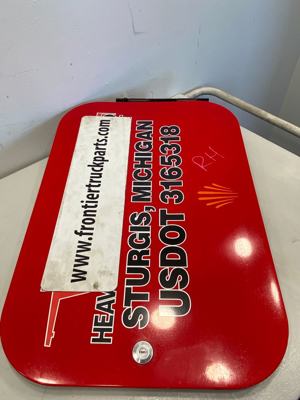 www.frontiertruckparts.com
HEAV
STURGIS, MICHIGAN
USDOT 3165318
RH